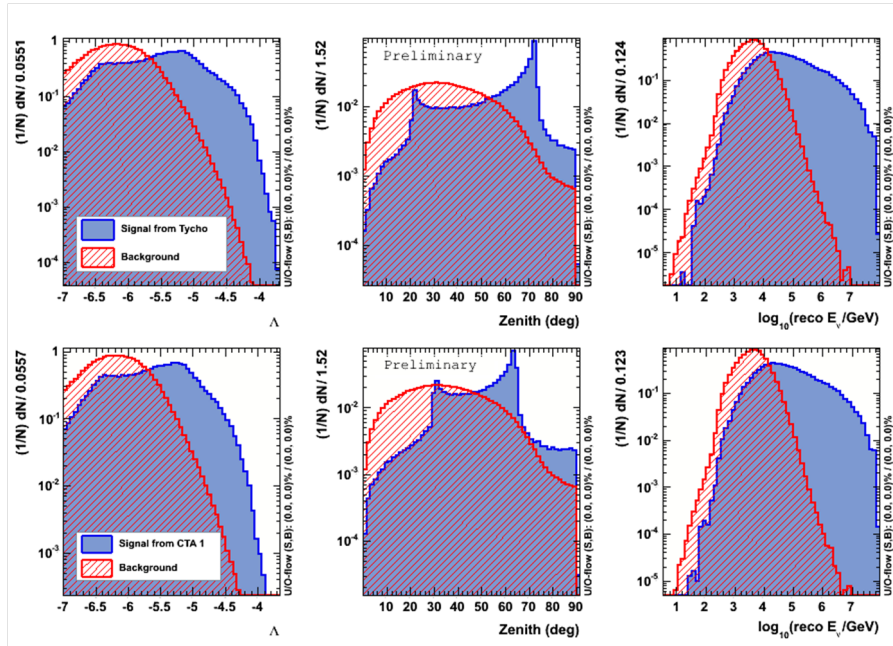 (1/N) dN / 0.0551
1
10-1
10-2
10-3
10-4
-7 -6.5 -6 -5.5 -5 -4.5 -4
Λ
Signal from Tycho
Background
U/O-flow (S,B): (0.0, 0.0)% / (0.0, 0.0)%
(1/N) dN / 1.52
Preliminary
10-2
10-3
10-4
10 20 30 40 50 60 70 80 90
Zenith (deg)
U/O-flow (S,B): (0.0, 0.0)% / (0.0, 0.0)%
(1/N) dN / 0.124
1
10-1
10-2
10-3
10-4
10-5
1 2 3 4 5 6 7
log10(reco Eν/GeV)
U/O-flow (S,B): (0.0, 0.0)% / (0.0, 0.0)%
(1/N) dN / 0.0557
1
10-1
10-2
10-3
-7 -6.5 -6 -5.5 -5 -4.5 -4
Λ
Signal from CTA 1
Background
U/O-flow (S,B): (0.0, 0.0)% / (0.0, 0.0)%
(1/N) dN / 1.52
Preliminary
10-2
10-3
10-4
10 20 30 40 50 60 70 80 90
Zenith (deg)
U/O-flow (S,B): (0.0, 0.0)% / (0.0, 0.0)%
(1/N) dN / 0.123
10-1
10-2
10-3
10-4
10-5
1 2 3 4 5 6 7
log10(reco Eν/GeV)
U/O-flow (S,B): (0.0, 0.0)% / (0.0, 0.0)%